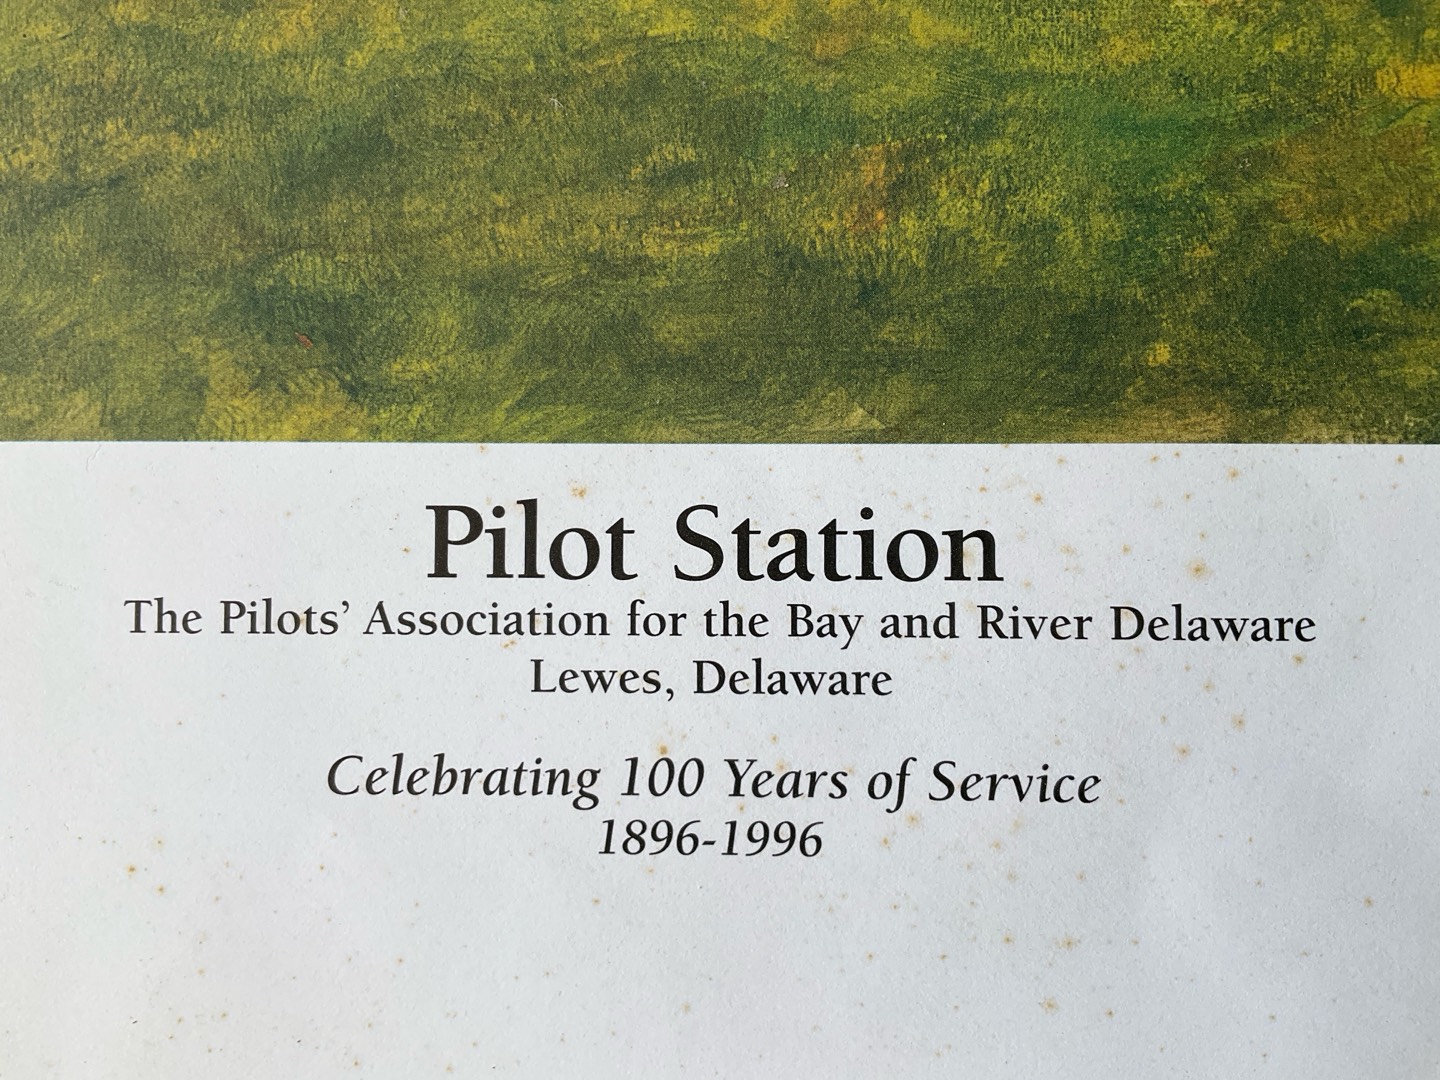 Pilot Station
The Pilots’ Association for the Bay and River Delaware
Lewes, Delaware
Celebrating 100 Years of Service
1896-1996